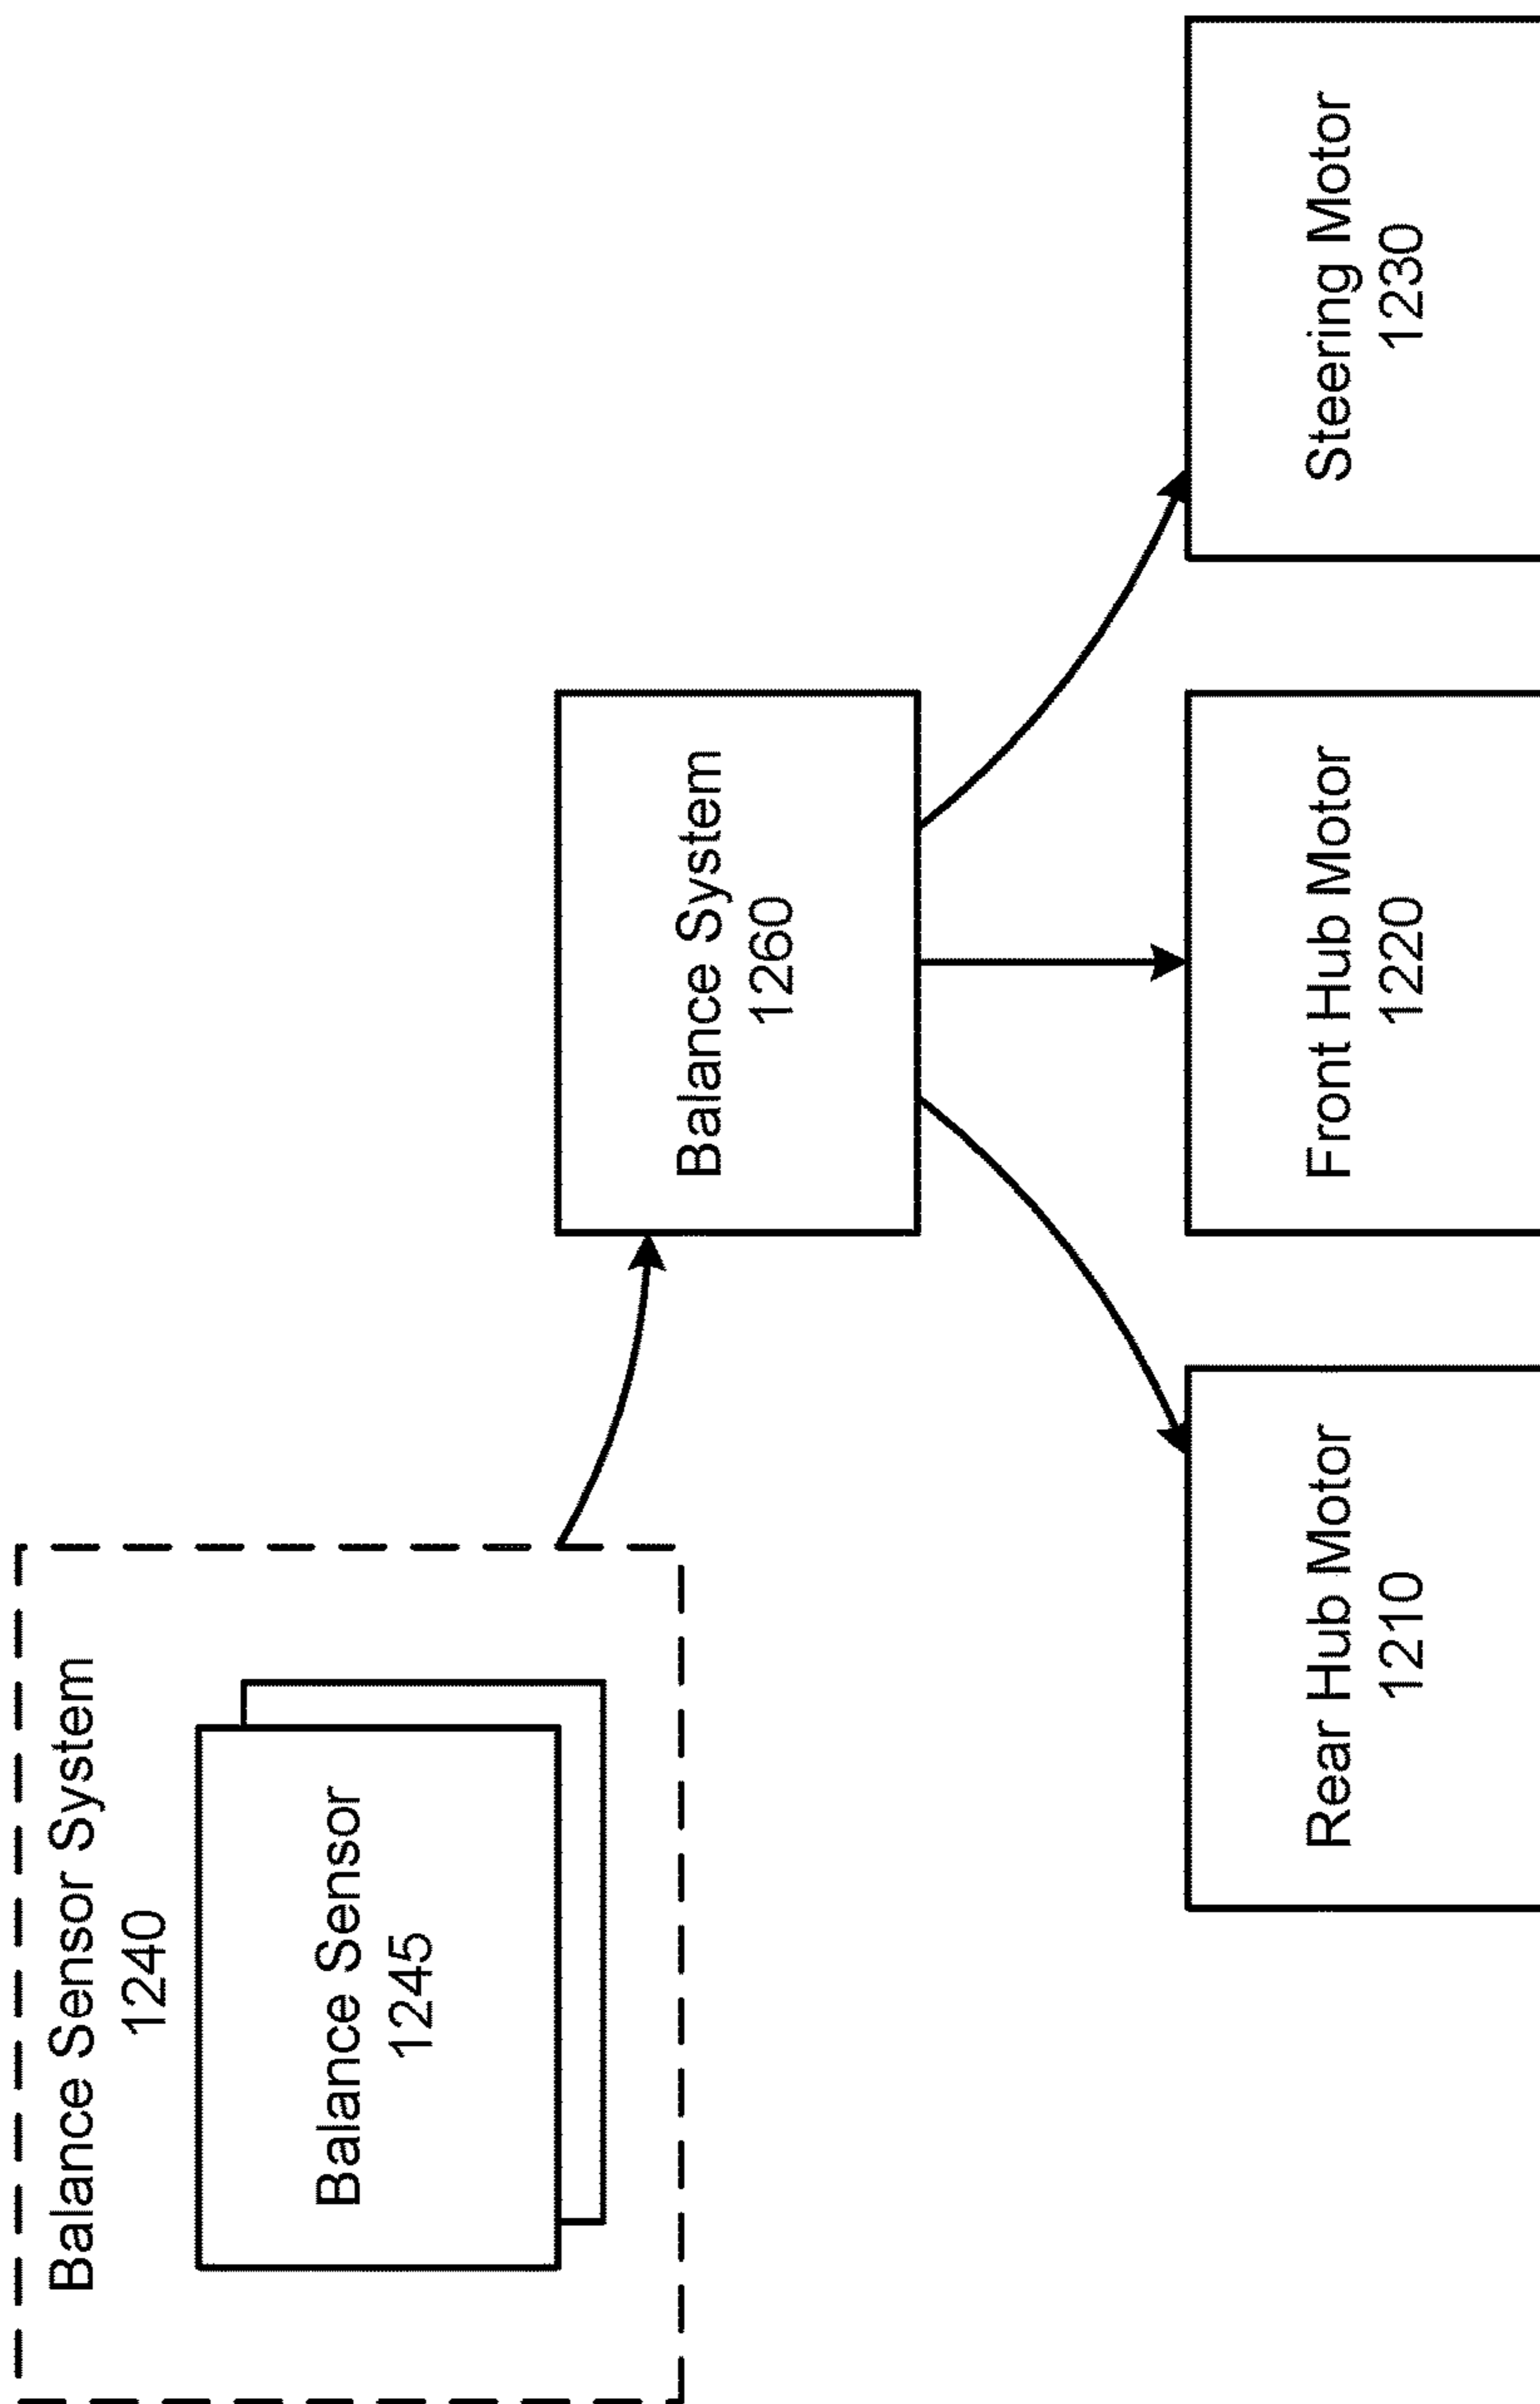 Balance Sensor System
1240
Balance Sensor
1245
Balance System
1260
Rear Hub Motor
1210
Front Hub Motor
1220
Steering Motor
1230